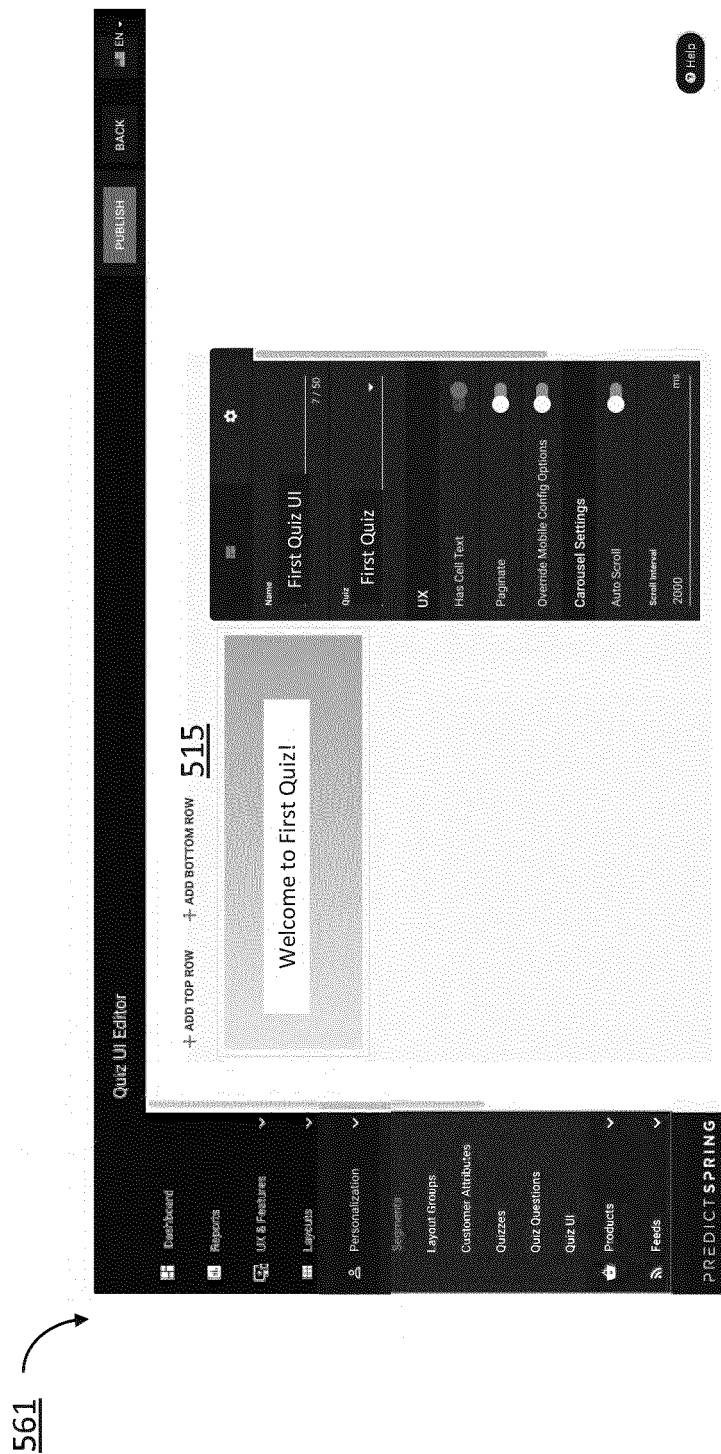 561
Quiz UI Editor
PUBLISH
BACK
EN
Dashboard
Reports
UX & Features
Layouts
Personalization
Segments
Layout Groups
Customer Attributes
Quizzes
Quiz Questions
Quiz UI
Products
Feeds
PREDICTSPRING
+ ADD TOP ROW
+ ADD BOTTOM ROW
515
Welcome to First Quiz!
Name
First Quiz UI
7 / 50
Quiz
First Quiz
UX
Has Cell Text
Paginate
Override Mobile Config Options
Carousel Settings
Auto Scroll
Scroll Interval
2000
ms
Help